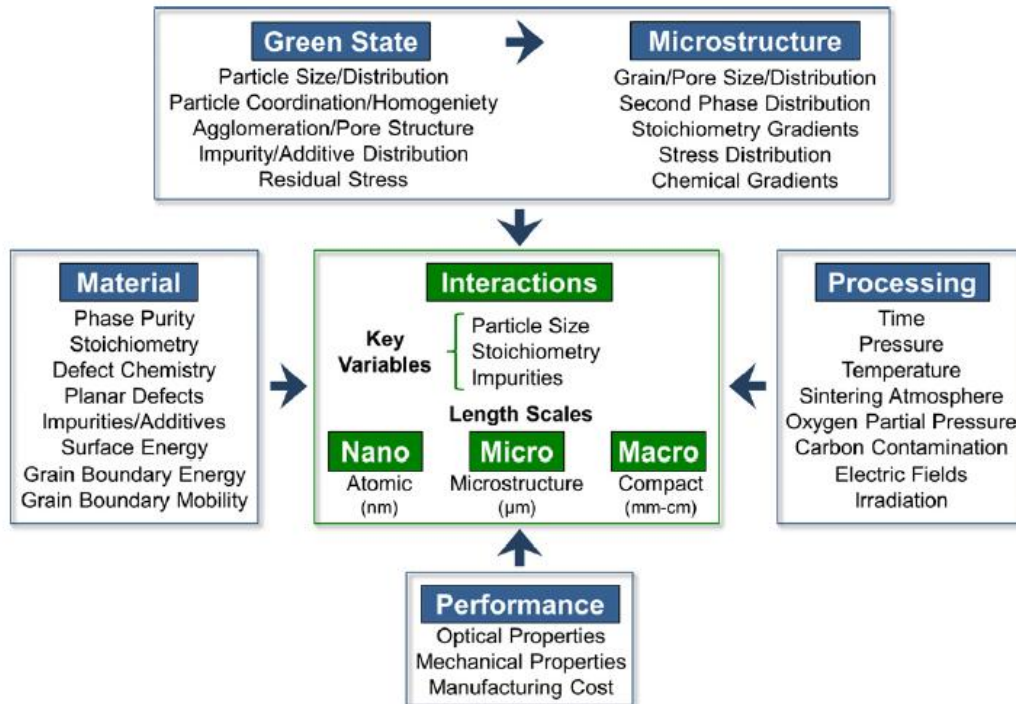 Green State
Particle Size/Distribution
Particle Coordination/Homogeniety
Agglomeration/Pore Structure
Impurity/Additive Distribution
Residual Stress
Microstructure
Grain/Pore Size/Distribution
Second Phase Distribution
Stoichiometry Gradients
Stress Distribution
Chemical Gradients
Material
Phase Purity
Stoichiometry
Defect Chemistry
Planar Defects
Impurities/Additives
Surface Energy
Grain Boundary Energy
Grain Boundary Mobility
Interactions
Key
Variables
Particle Size
Stoichiometry
Impurities
Length Scales
Nano
Atomic
(nm)
Micro
Microstructure
(µm)
Macro
Compact
(mm-cm)
Processing
Time
Pressure
Temperature
Sintering Atmosphere
Oxygen Partial Pressure
Carbon Contamination
Electric Fields
Irradiation
Performance
Optical Properties
Mechanical Properties
Manufacturing Cost